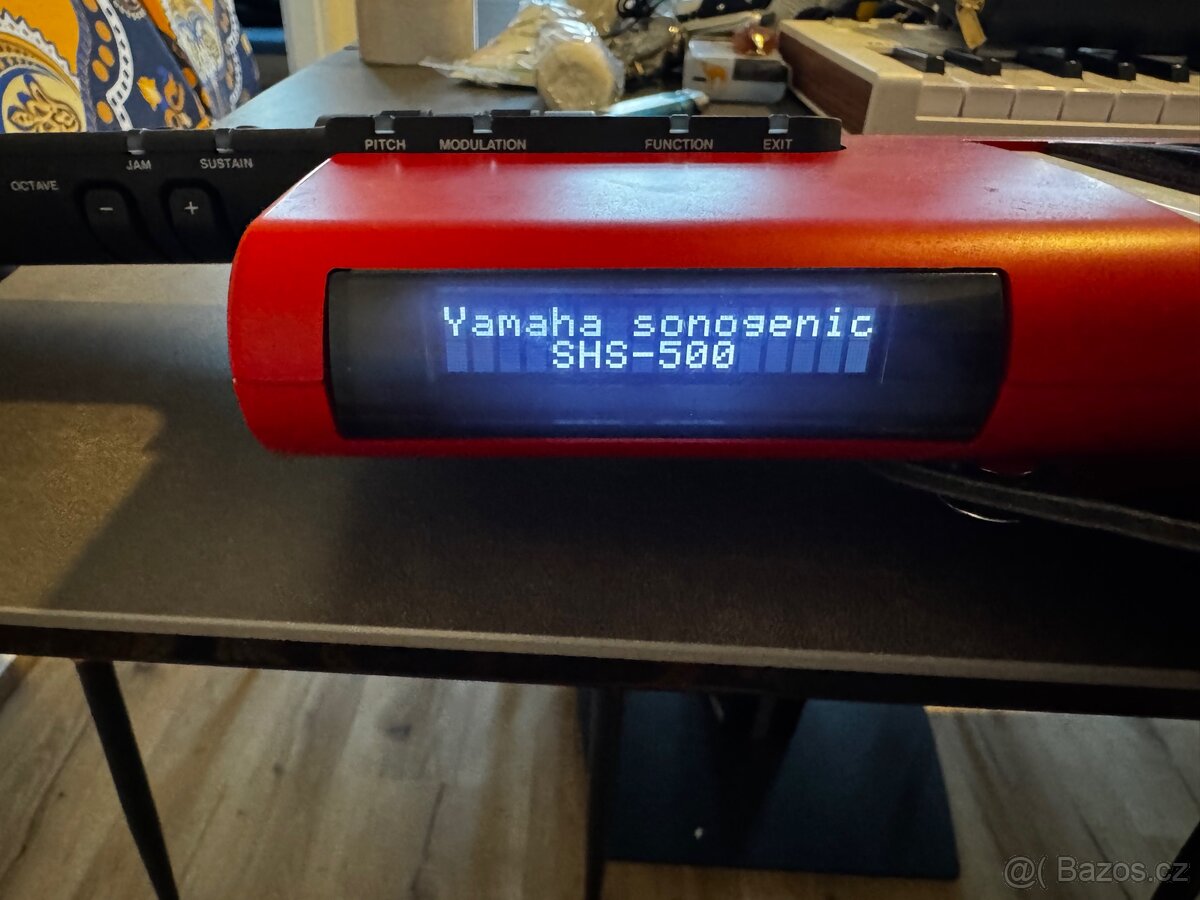 PITCH MODULATION FUNCTION EXIT
JAM SUSTAIN
OCTAVE - +
Yamaha sonogenic
SHS-500
@( Bazos.cz